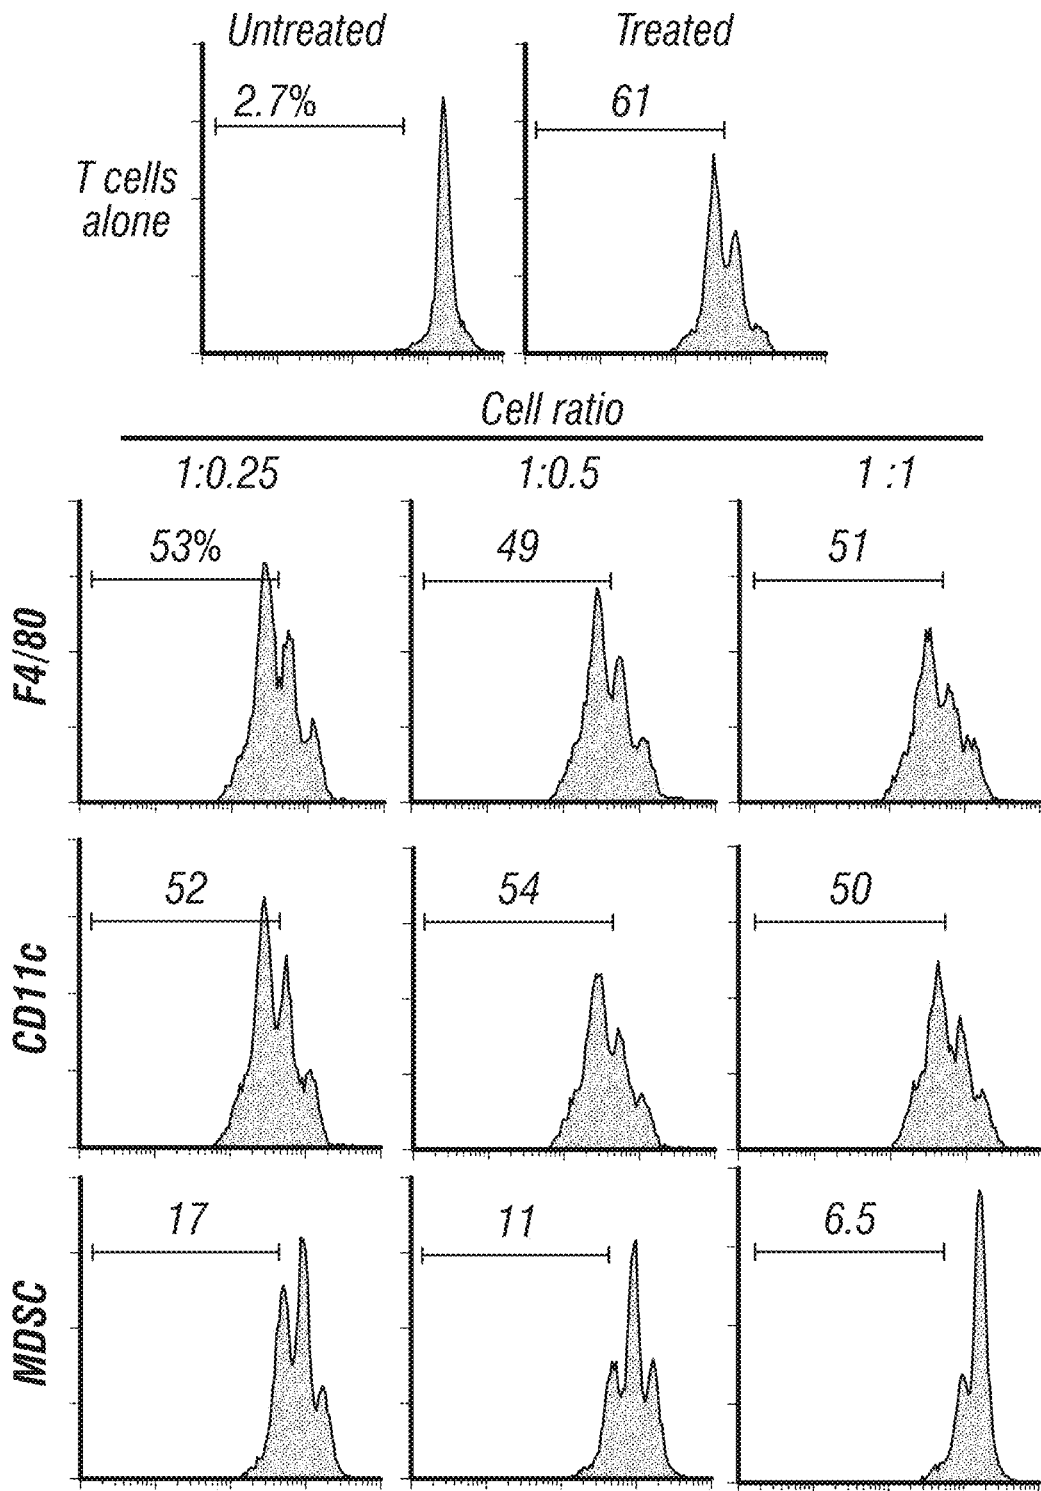 Untreated
Treated
2.7%
61
T cells
alone
Cell ratio
1:0.25
1:0.5
1 :1
F4/80
53%
49
51
CD11c
52
54
50
MDSC
17
11
6.5